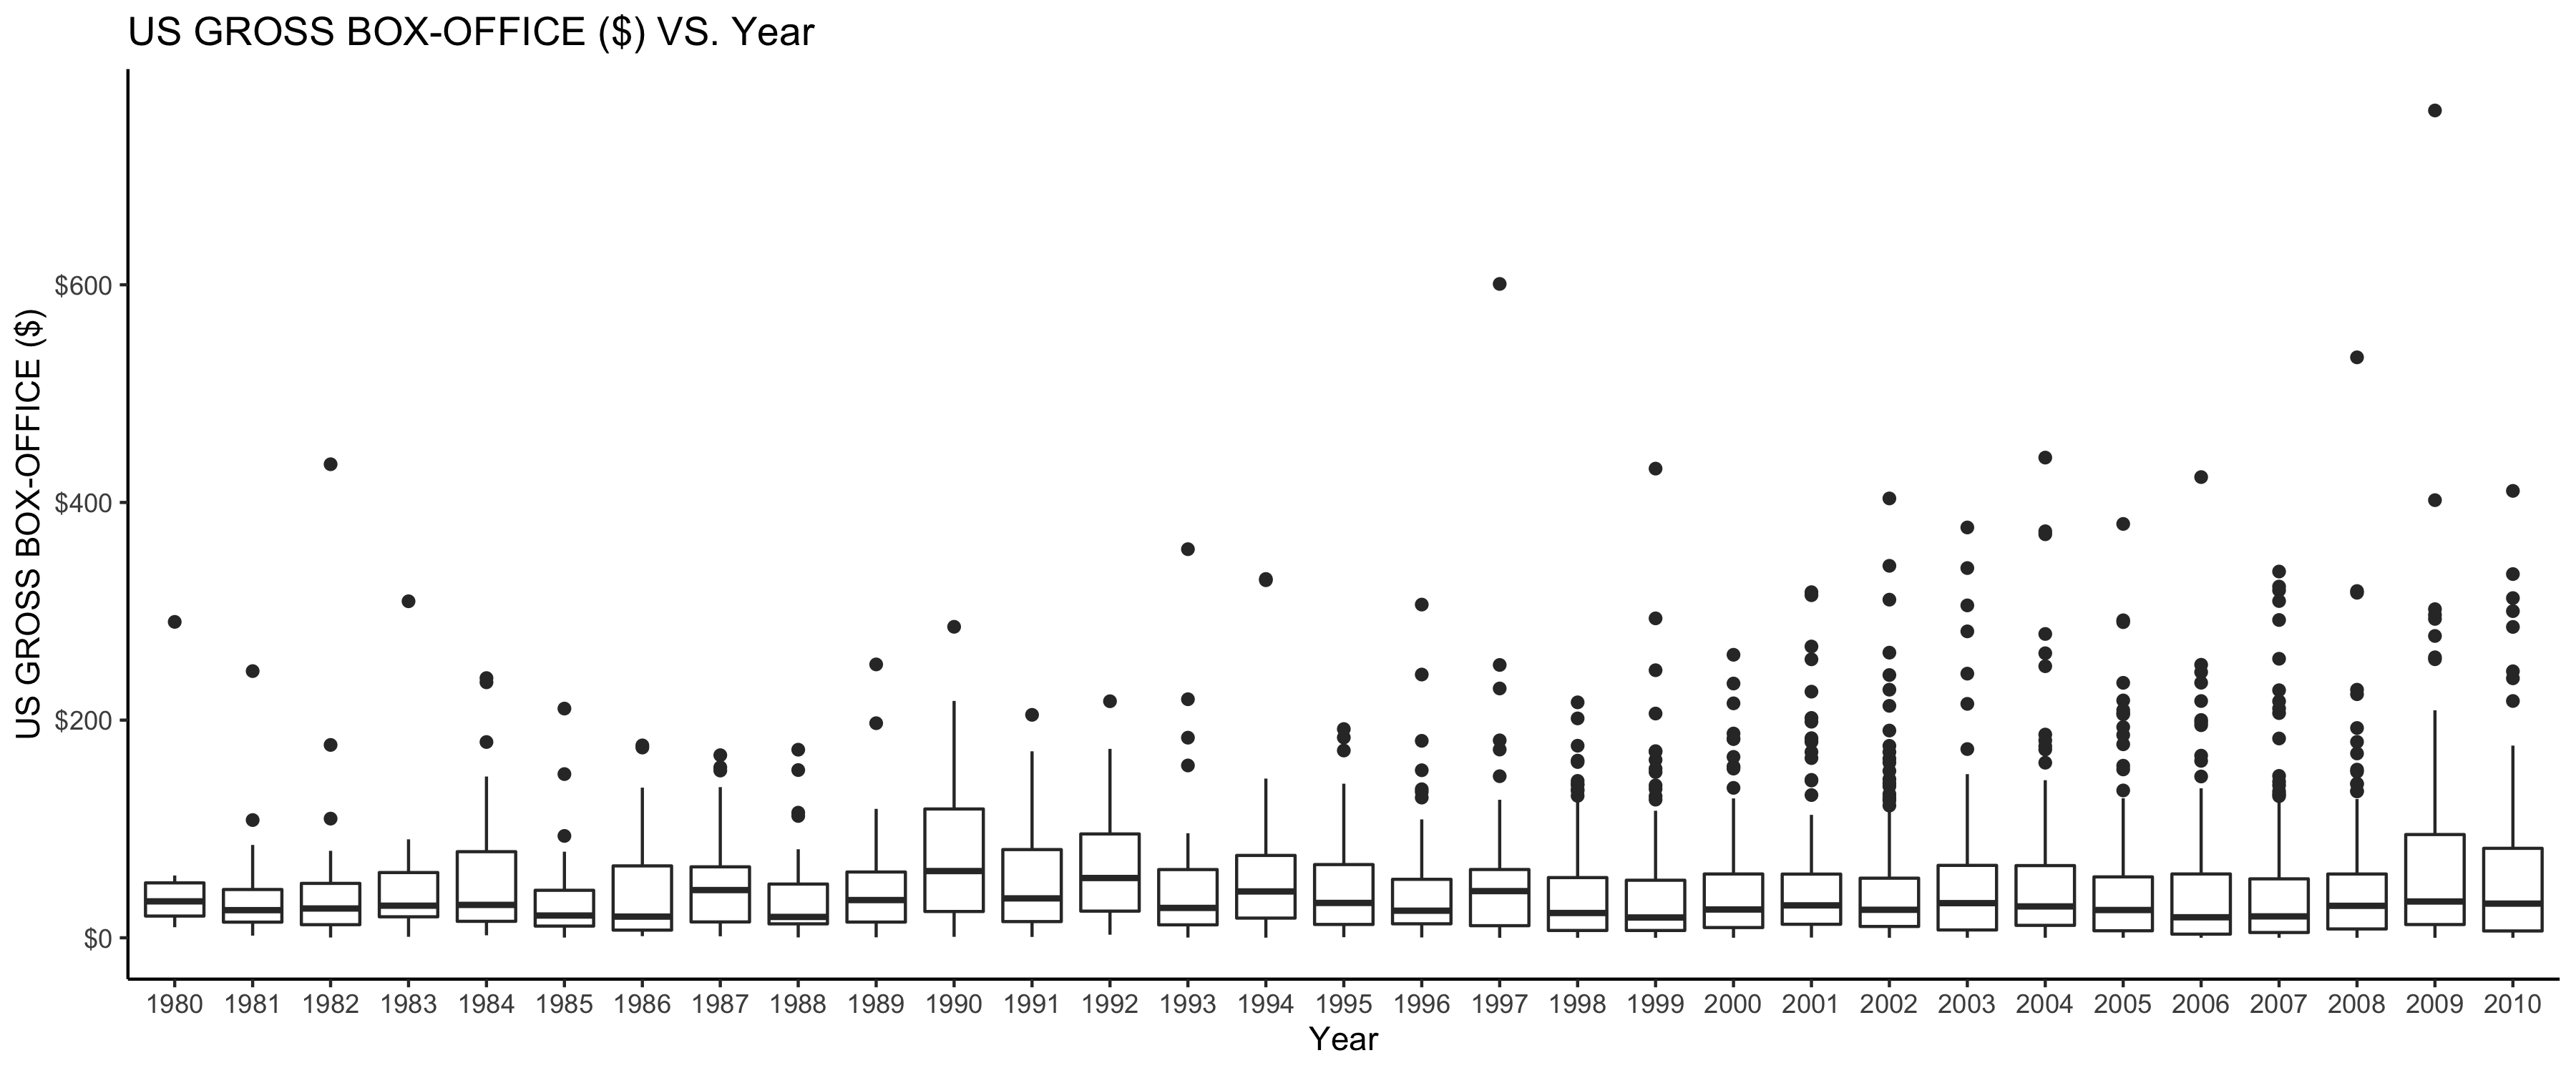 US GROSS BOX-OFFICE ($) VS. Year
US GROSS BOX-OFFICE ($)
$600
$400
$200
$0
1980 1981 1982 1983 1984 1985 1986 1987 1988 1989 1990 1991 1992 1993 1994 1995 1996 1997 1998 1999 2000 2001 2002 2003 2004 2005 2006 2007 2008 2009 2010
Year